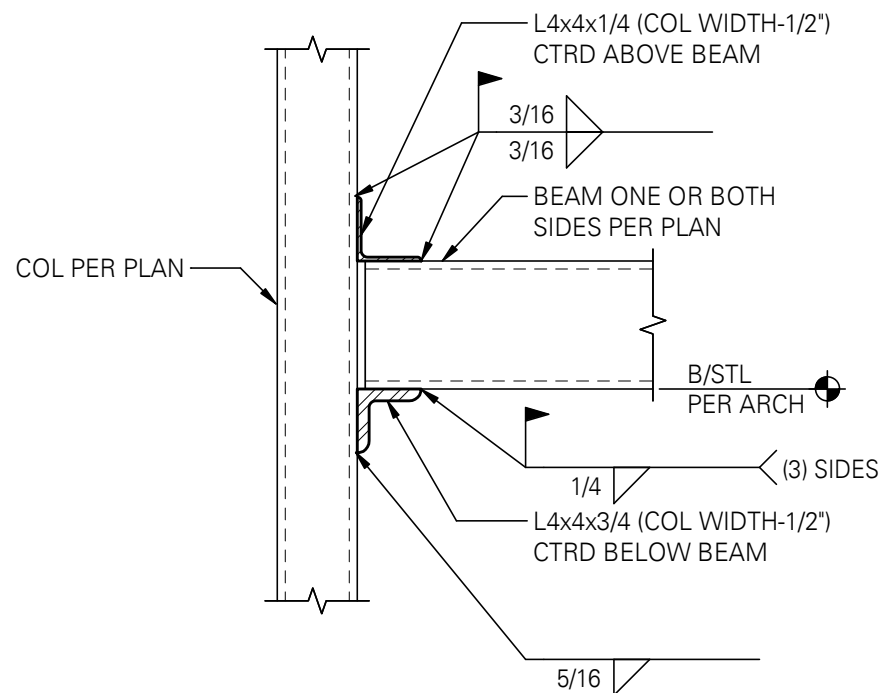 L4x4x1/4 (COL WIDTH-1/2")
CTRD ABOVE BEAM
3/16
3/16
BEAM ONE OR BOTH
SIDES PER PLAN
COL PER PLAN
B/STL
PER ARCH
(3) SIDES
1/4
L4x4x3/4 (COL WIDTH-1/2")
CTRD BELOW BEAM
5/16